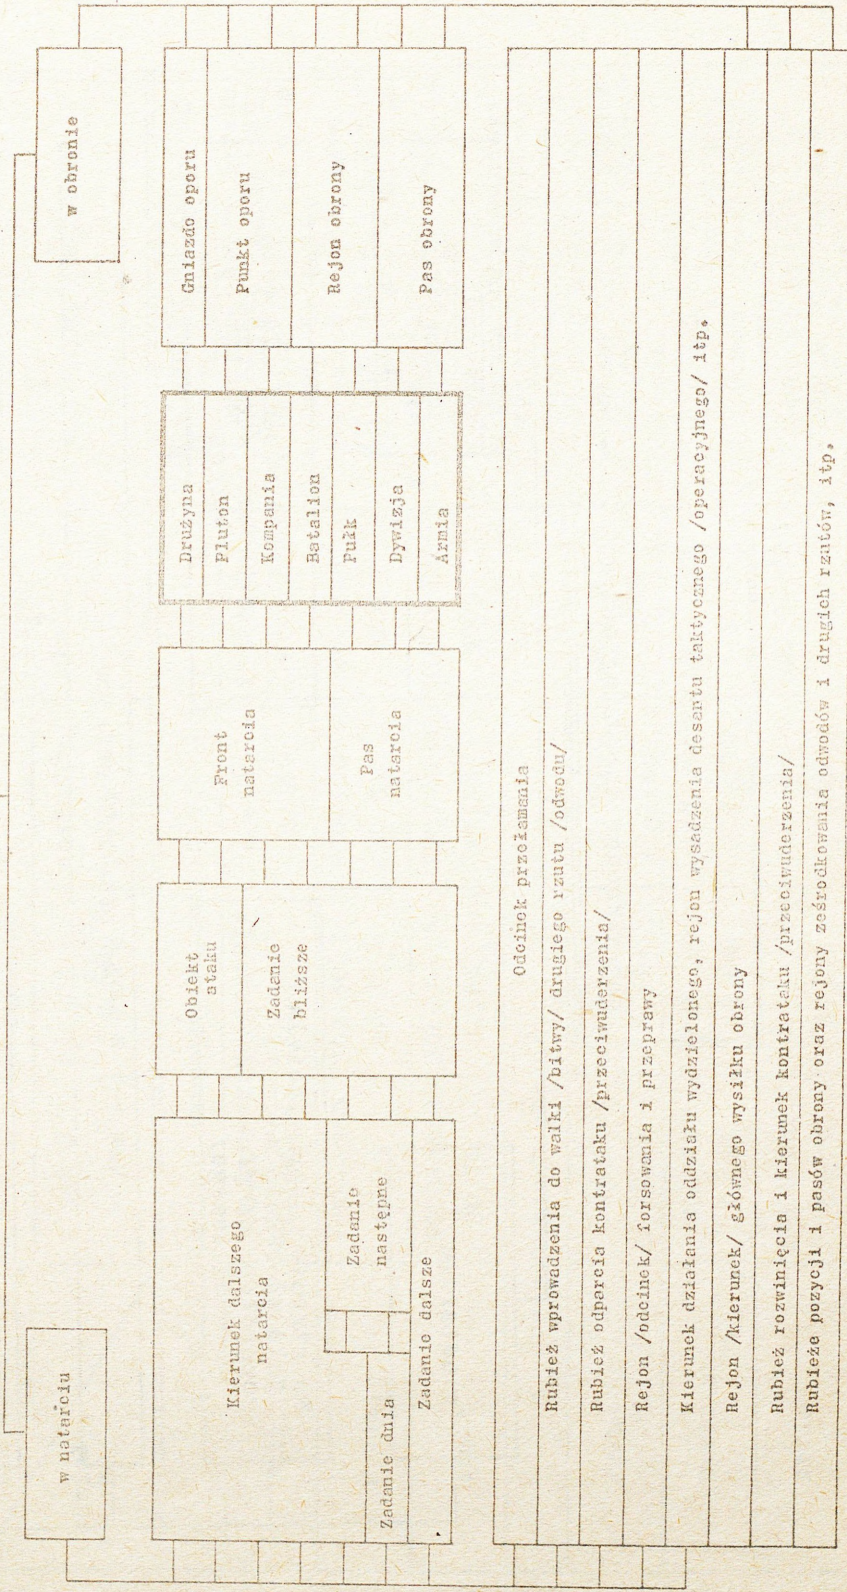 w natarciu
w obronie
Kierunek dalszego
natarcia
Zadanie
następne
Zadanie dnia
Zadanie dalsze
Obiekt
ataku
Zadanie
bliższe
Front
natarcia
Pas
natarcia
Drużyna
Pluton
Kompania
Batalion
Pułk
Dywizja
Armia
Gniazdo oporu
Punkt oporu
Rejon obrony
Pas obrony
Odcinek przełamania
Rubież wprowadzenia do walki /bitwy/ drugiego rzutu /odwodu/
Rubież odparcia kontrataku /przeciwuderzenia/
Rejon /odcinek/ forsowania i przeprawy
Kierunek działania oddziału wydzielonego, rejon wysadzenia desantu taktycznego /operacyjnego/ itp.
Rejon /kierunek/ głównego wysiłku obrony
Rubież rozwinięcia i kierunek kontrataku /przeciwuderzenia/
Rubieże pozycji i pasów obrony oraz rejony ześrodkowania odwodów i drugich rzutów, itp.